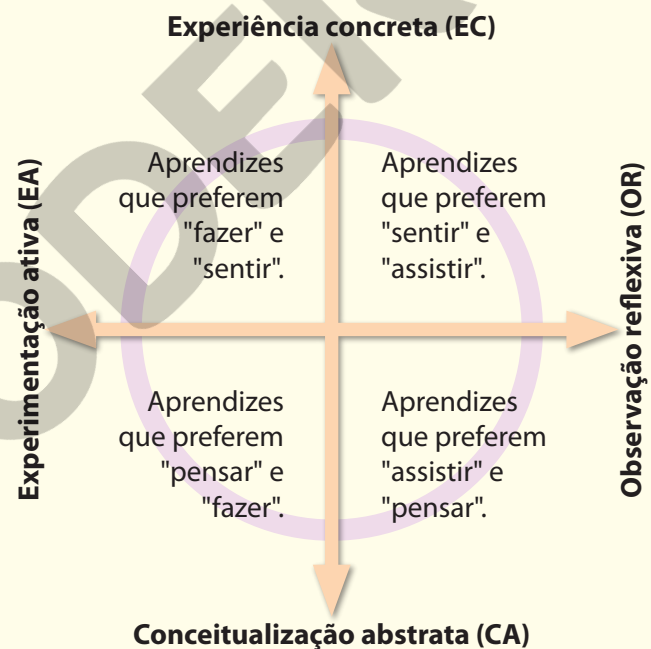 Experiência concreta (EC)
Experimentação ativa (EA)
Aprendizes
que preferem
"fazer" e
"sentir".
Aprendizes
que preferem
"sentir" e
"assistir".
Observação reflexiva (OR)
Aprendizes
que preferem
"pensar" e
"fazer".
Aprendizes
que preferem
"assistir" e
"pensar".
Conceitualização abstrata (CA)